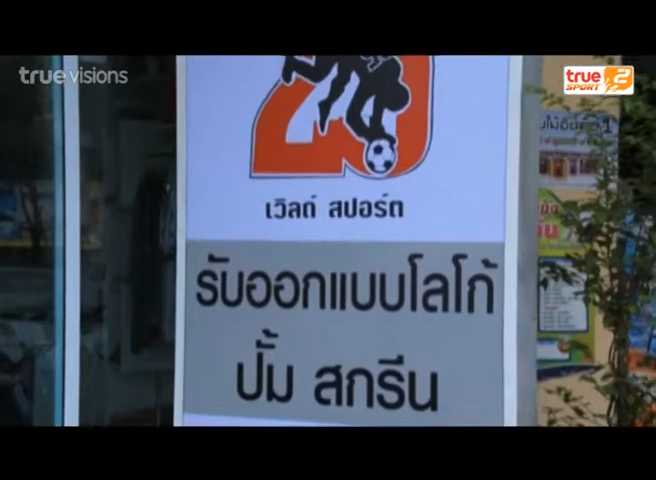 truevisions
true 2
SPORT
20
เวิลด์ สปอร์ต
รับออกแบบโลโก้
ปั้ม สกรีน